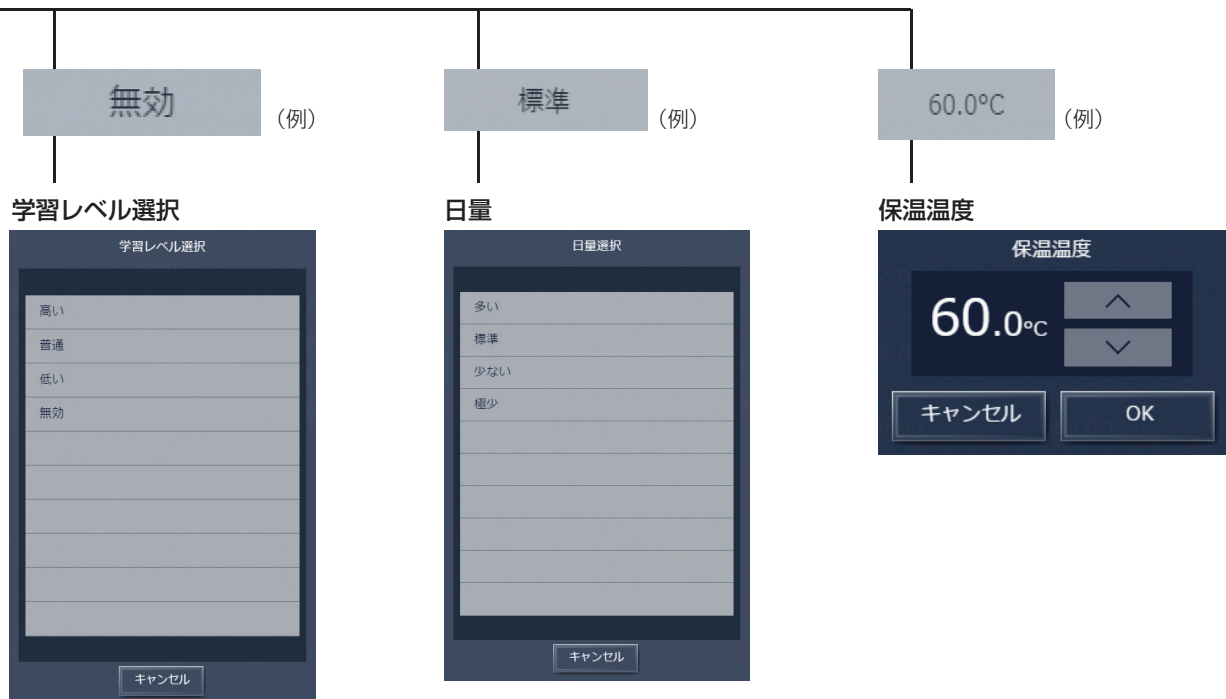 無効
(例)
標準
(例)
60.0℃
(例)
学習レベル選択
学習レベル選択
高い
普通
低い
無効
キャンセル
日量
日量選択
多い
標準
少ない
極少
キャンセル
保温温度
保温温度
60.0℃
キャンセル
OK